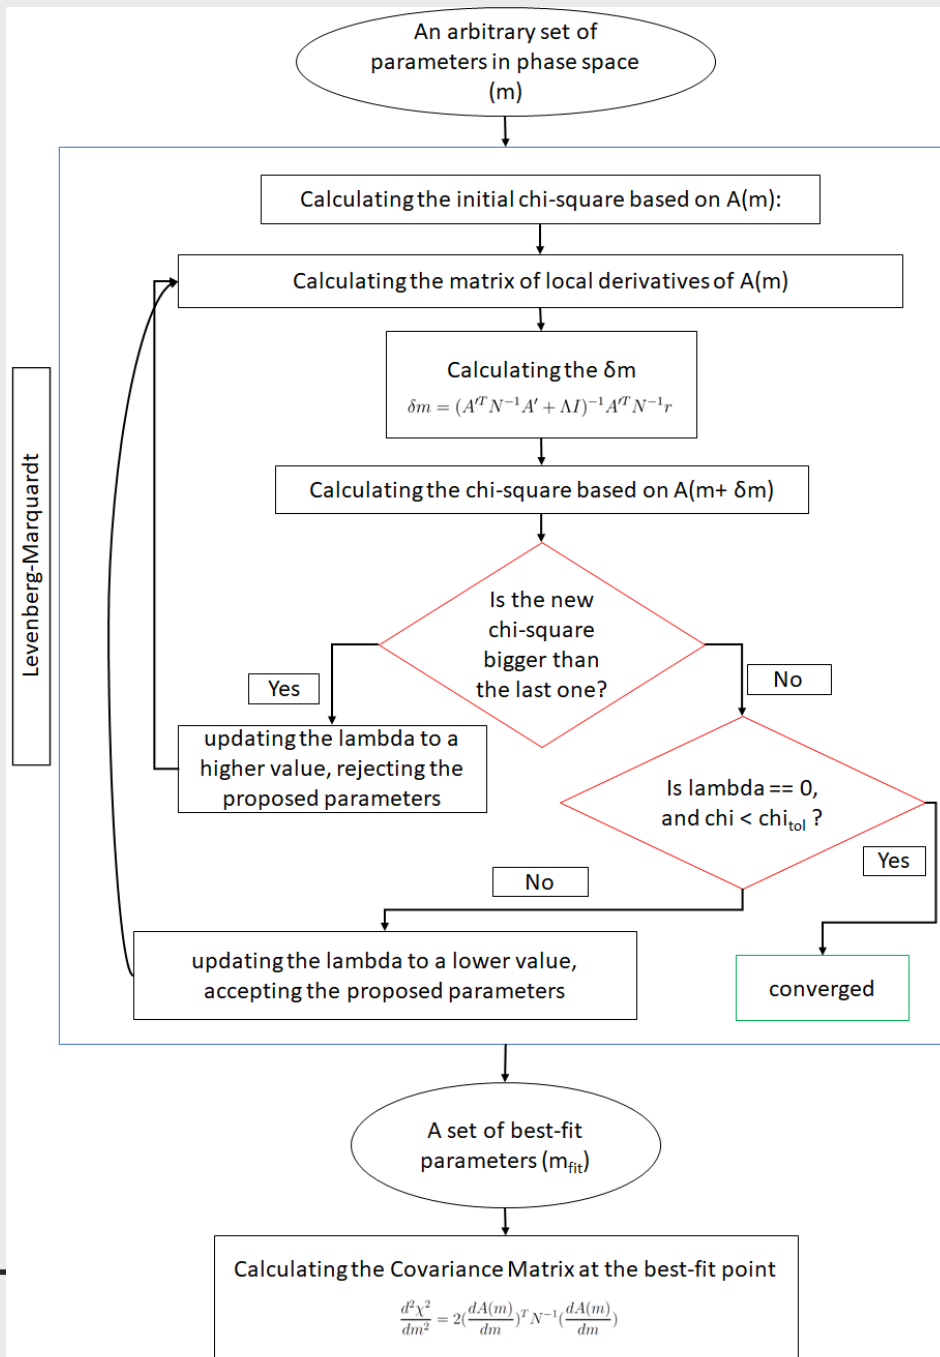 An arbitrary set of
parameters in phase space
(m)
Calculating the initial chi-square based on A(m):
Calculating the matrix of local derivatives of A(m)
Calculating the δm
δm = (A′ᵀN⁻¹A′ + ΛI)⁻¹A′ᵀN⁻¹r
Levenberg-Marquardt
Calculating the chi-square based on A(m+ δm)
Is the new
chi-square
bigger than
the last one?
Yes
No
updating the lambda to a
higher value, rejecting the
proposed parameters
Is lambda == 0,
and chi < chi_tol ?
Yes
No
updating the lambda to a lower value,
accepting the proposed parameters
converged
A set of best-fit
parameters (m_fit)
Calculating the Covariance Matrix at the best-fit point
d²χ²/dm² = 2(dA(m)/dm)ᵀN⁻¹(dA(m)/dm)